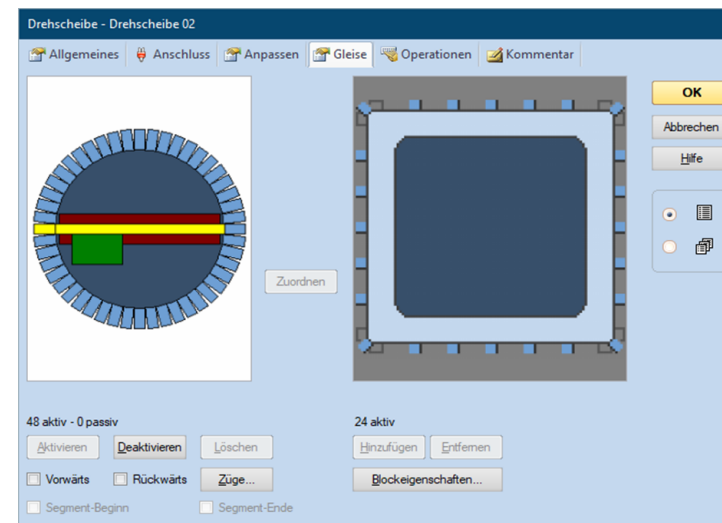 Drehscheibe - Drehscheibe 02
Allgemeines Anschluss Anpassen Gleise Operationen Kommentar
OK
Abbrechen
Hilfe
Zuordnen
48 aktiv - 0 passiv
24 aktiv
Aktivieren Deaktivieren Löschen
Hinzufügen Entfernen
Vorwärts Rückwärts Züge...
Blockeigenschaften...
Segment-Beginn Segment-Ende